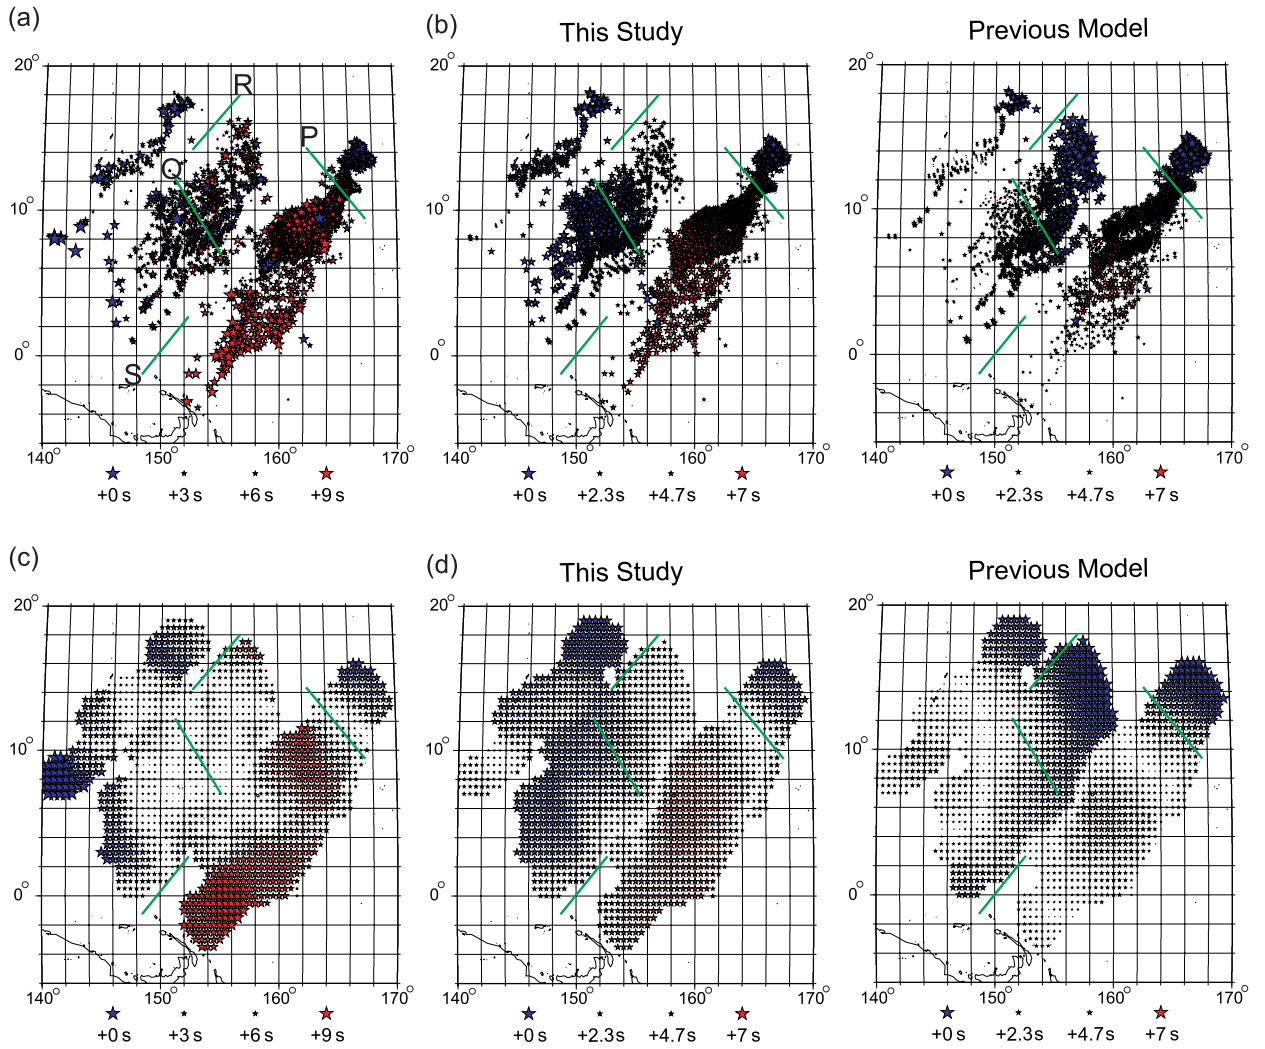 (a)
(b)
This Study
Previous Model
20°
10°
0°
140°
150°
160°
170°
R
P
Q
S
+0 s
+3 s
+6 s
+9 s
20°
10°
0°
140°
150°
160°
170°
+0 s
+2.3s
+4.7s
+7 s
20°
10°
0°
140°
150°
160°
170°
+0 s
+2.3s
+4.7s
+7 s
(c)
(d)
This Study
Previous Model
20°
10°
0°
140°
150°
160°
170°
+0 s
+3 s
+6 s
+9 s
20°
10°
0°
140°
150°
160°
170°
+0 s
+2.3s
+4.7s
+7 s
20°
10°
0°
140°
150°
160°
170°
+0 s
+2.3s
+4.7s
+7 s